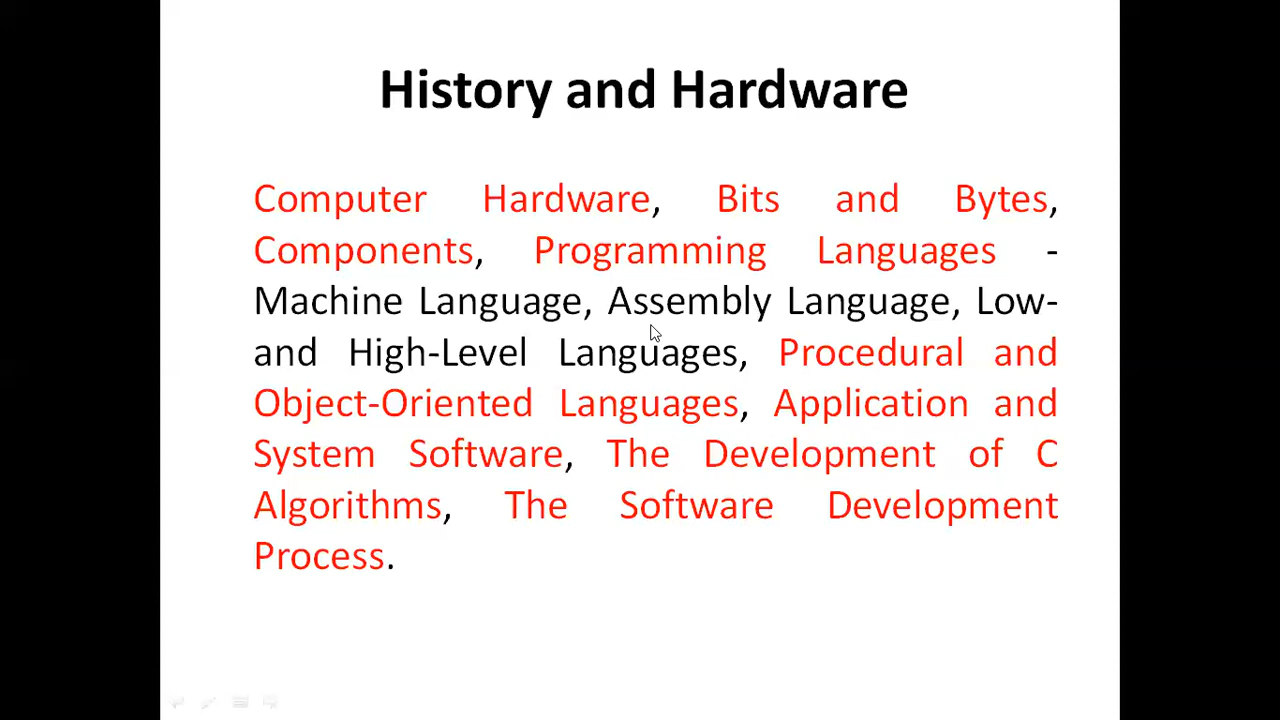 History and Hardware
Computer Hardware, Bits and Bytes,
Components, Programming Languages -
Machine Language, Assembly Language, Low-
and High-Level Languages, Procedural and
Object-Oriented Languages, Application and
System Software, The Development of C
Algorithms, The Software Development
Process.